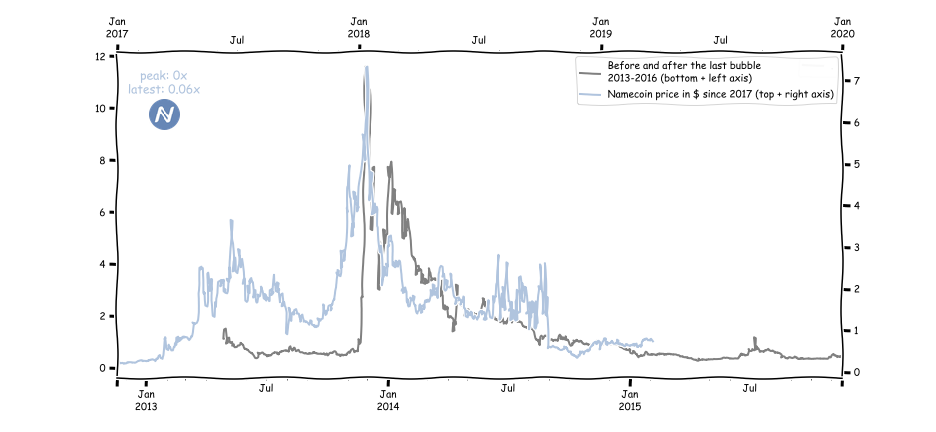 Jan
2017
Jul
Jan
2018
Jul
Jan
2019
Jul
Jan
2020
12
10
8
6
4
2
0
peak: 0x
latest: 0.06x
N
Before and after the last bubble
2013-2016 (bottom + left axis)
Namecoin price in $ since 2017 (top + right axis)
7
6
5
4
3
2
1
0
Jan
2013
Jul
Jan
2014
Jul
Jan
2015
Jul